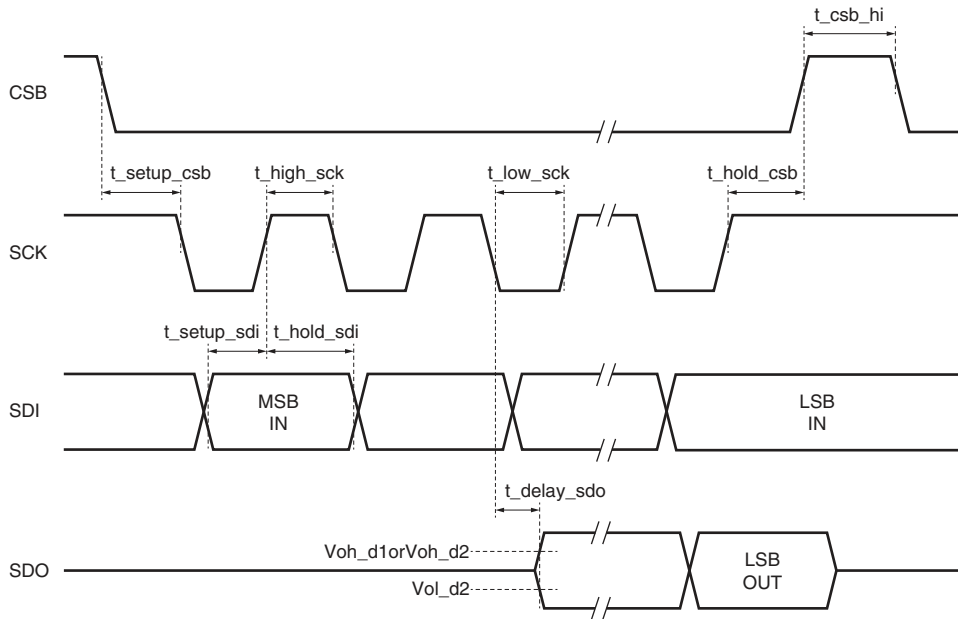 t_csb_hi
CSB
t_setup_csb
t_high_sck
t_low_sck
t_hold_csb
SCK
t_setup_sdi
t_hold_sdi
SDI
MSB
IN
LSB
IN
t_delay_sdo
Voh_d1orVoh_d2
SDO
Vol_d2
LSB
OUT